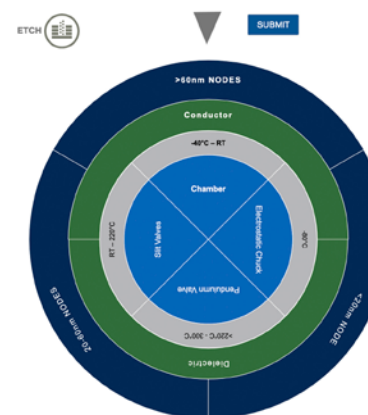 ETCH
SUBMIT
>60nm NODES
Conductor
-40°C – RT
Chamber
Slit Valves
Electrostatic Chuck
RT – 220°C
-80°C
Pendulumn Valve
>220°C - 300°C
Dielectric
20-60nm NODES
<20nm NODE